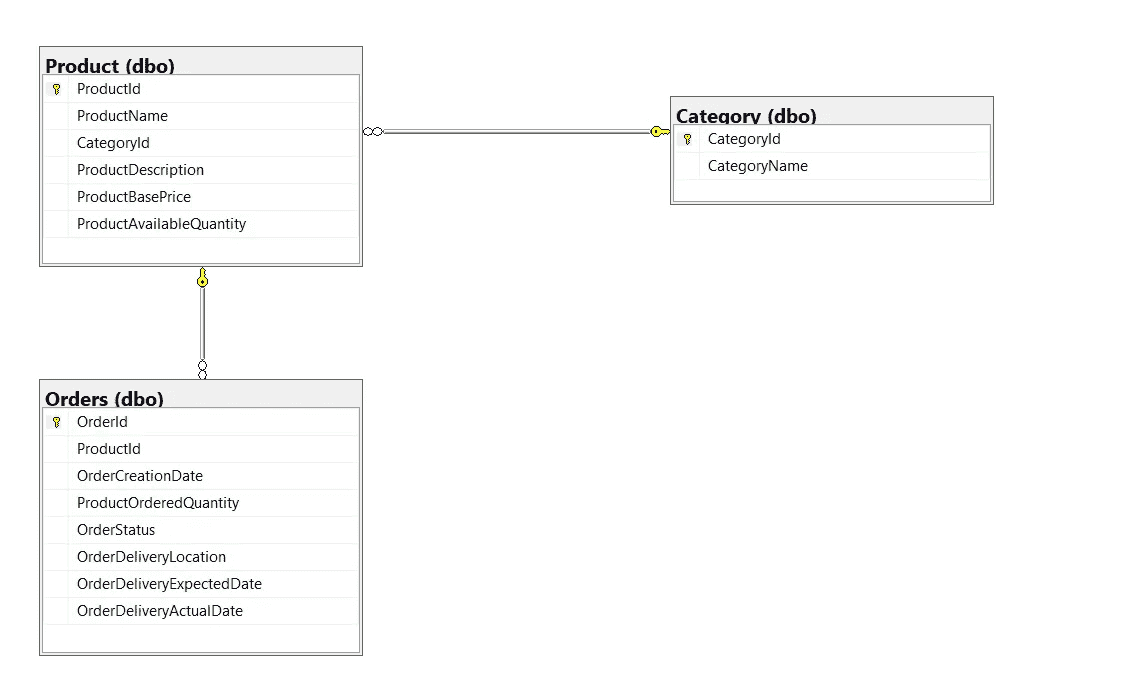 Product (dbo)
ProductId
ProductName
CategoryId
ProductDescription
ProductBasePrice
ProductAvailableQuantity
Category (dbo)
CategoryId
CategoryName
Orders (dbo)
OrderId
ProductId
OrderCreationDate
ProductOrderedQuantity
OrderStatus
OrderDeliveryLocation
OrderDeliveryExpectedDate
OrderDeliveryActualDate